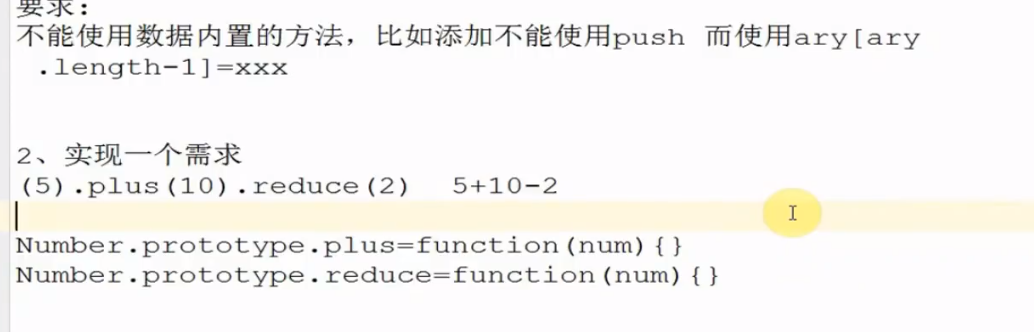 要求：
不能使用数据内置的方法，比如添加不能使用push 而使用ary[ary
.length-1]=xxx
2、实现一个需求
(5).plus(10).reduce(2)  5+10-2
Number.prototype.plus=function(num){}
Number.prototype.reduce=function(num){}